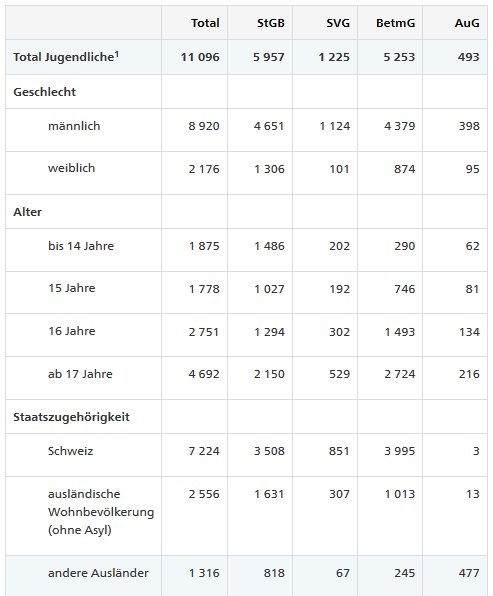 Total StGB SVG BetmG AuG
Total Jugendliche¹ 11 096 5 957 1 225 5 253 493
Geschlecht
männlich 8 920 4 651 1 124 4 379 398
weiblich 2 176 1 306 101 874 95
Alter
bis 14 Jahre 1 875 1 486 202 290 62
15 Jahre 1 778 1 027 192 746 81
16 Jahre 2 751 1 294 302 1 493 134
ab 17 Jahre 4 692 2 150 529 2 724 216
Staatszugehörigkeit
Schweiz 7 224 3 508 851 3 995 3
ausländische 2 556 1 631 307 1 013 13
Wohnbevölkerung
(ohne Asyl)
andere Ausländer 1 316 818 67 245 477